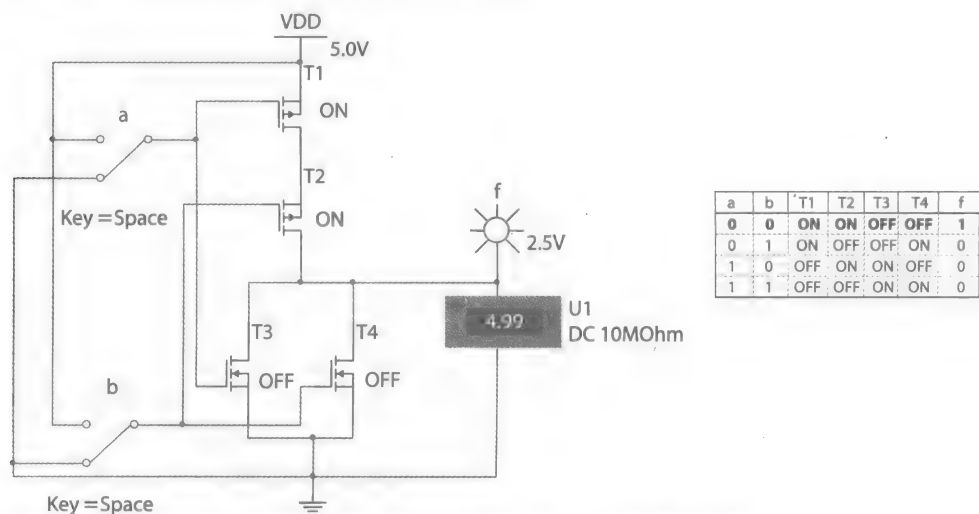 VDD
5.0V
T1
a
ON
T2
f
Key = Space
ON
2.5V
U1
4.99
DC 10MOhm
T3
T4
b
OFF
OFF
Key = Space
a b T1 T2 T3 T4 f
0 0 ON ON OFF OFF 1
0 1 ON OFF OFF ON 0
1 0 OFF ON ON OFF 0
1 1 OFF OFF ON ON 0